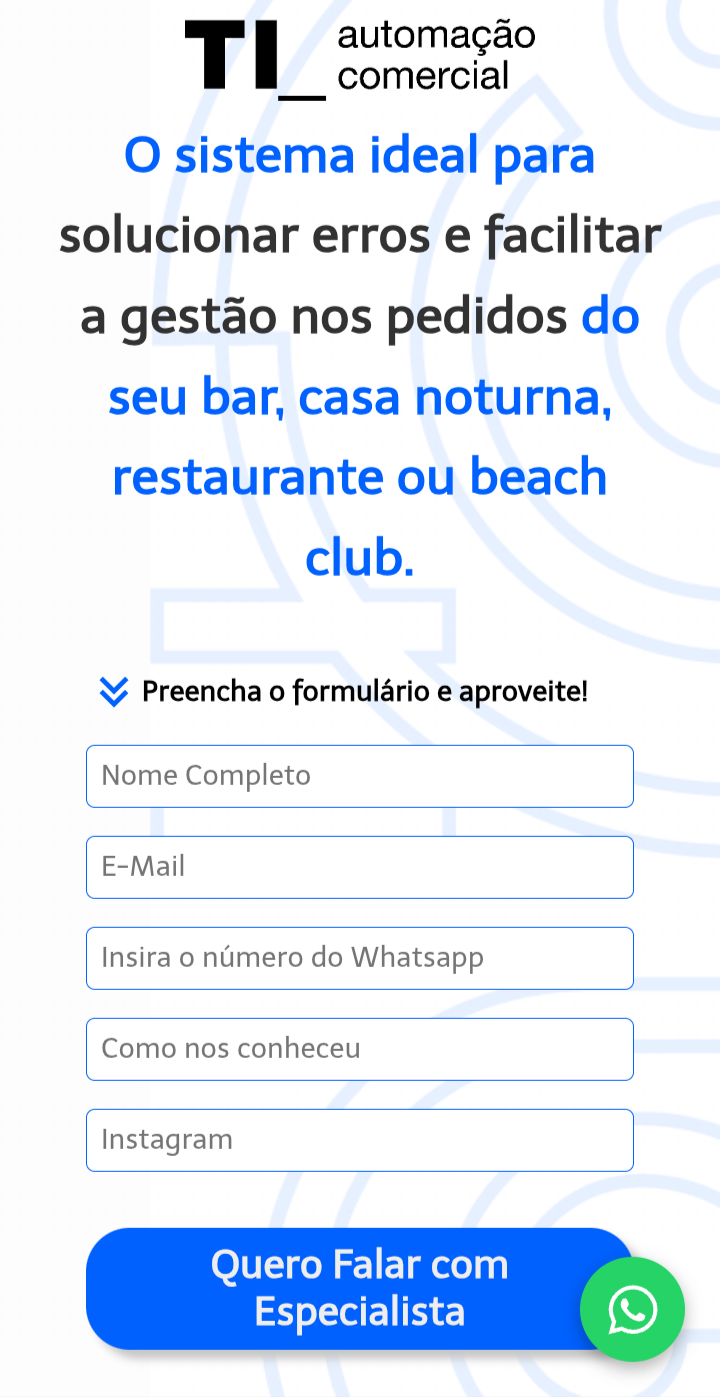 TI_ automação
comercial
O sistema ideal para
solucionar erros e facilitar
a gestão nos pedidos do
seu bar, casa noturna,
restaurante ou beach
club.
Preencha o formulário e aproveite!
Nome Completo
E-Mail
Insira o número do Whatsapp
Como nos conheceu
Instagram
Quero Falar com
Especialista